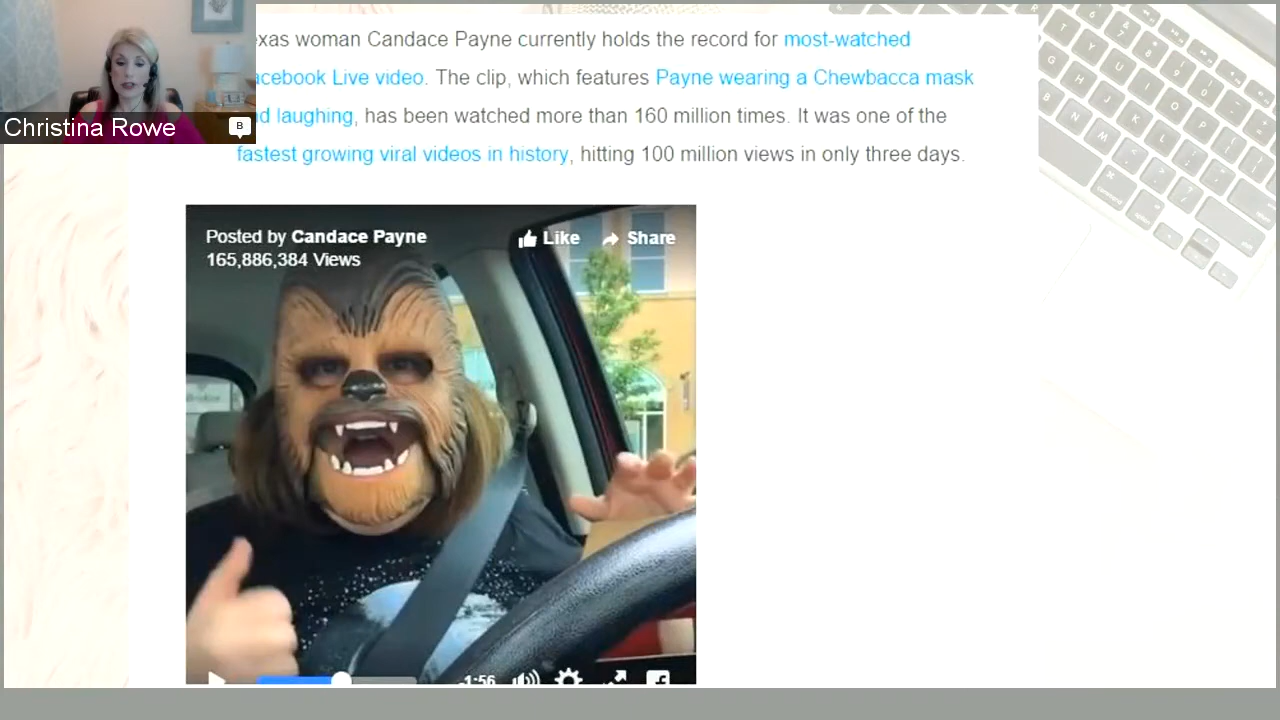 exas woman Candace Payne currently holds the record for most-watched
acebook Live video. The clip, which features Payne wearing a Chewbacca mask
d laughing, has been watched more than 160 million times. It was one of the
Christina Rowe
B
fastest growing viral videos in history, hitting 100 million views in only three days.
Posted by Candace Payne
Like
Share
165,886,384 Views
-1:56